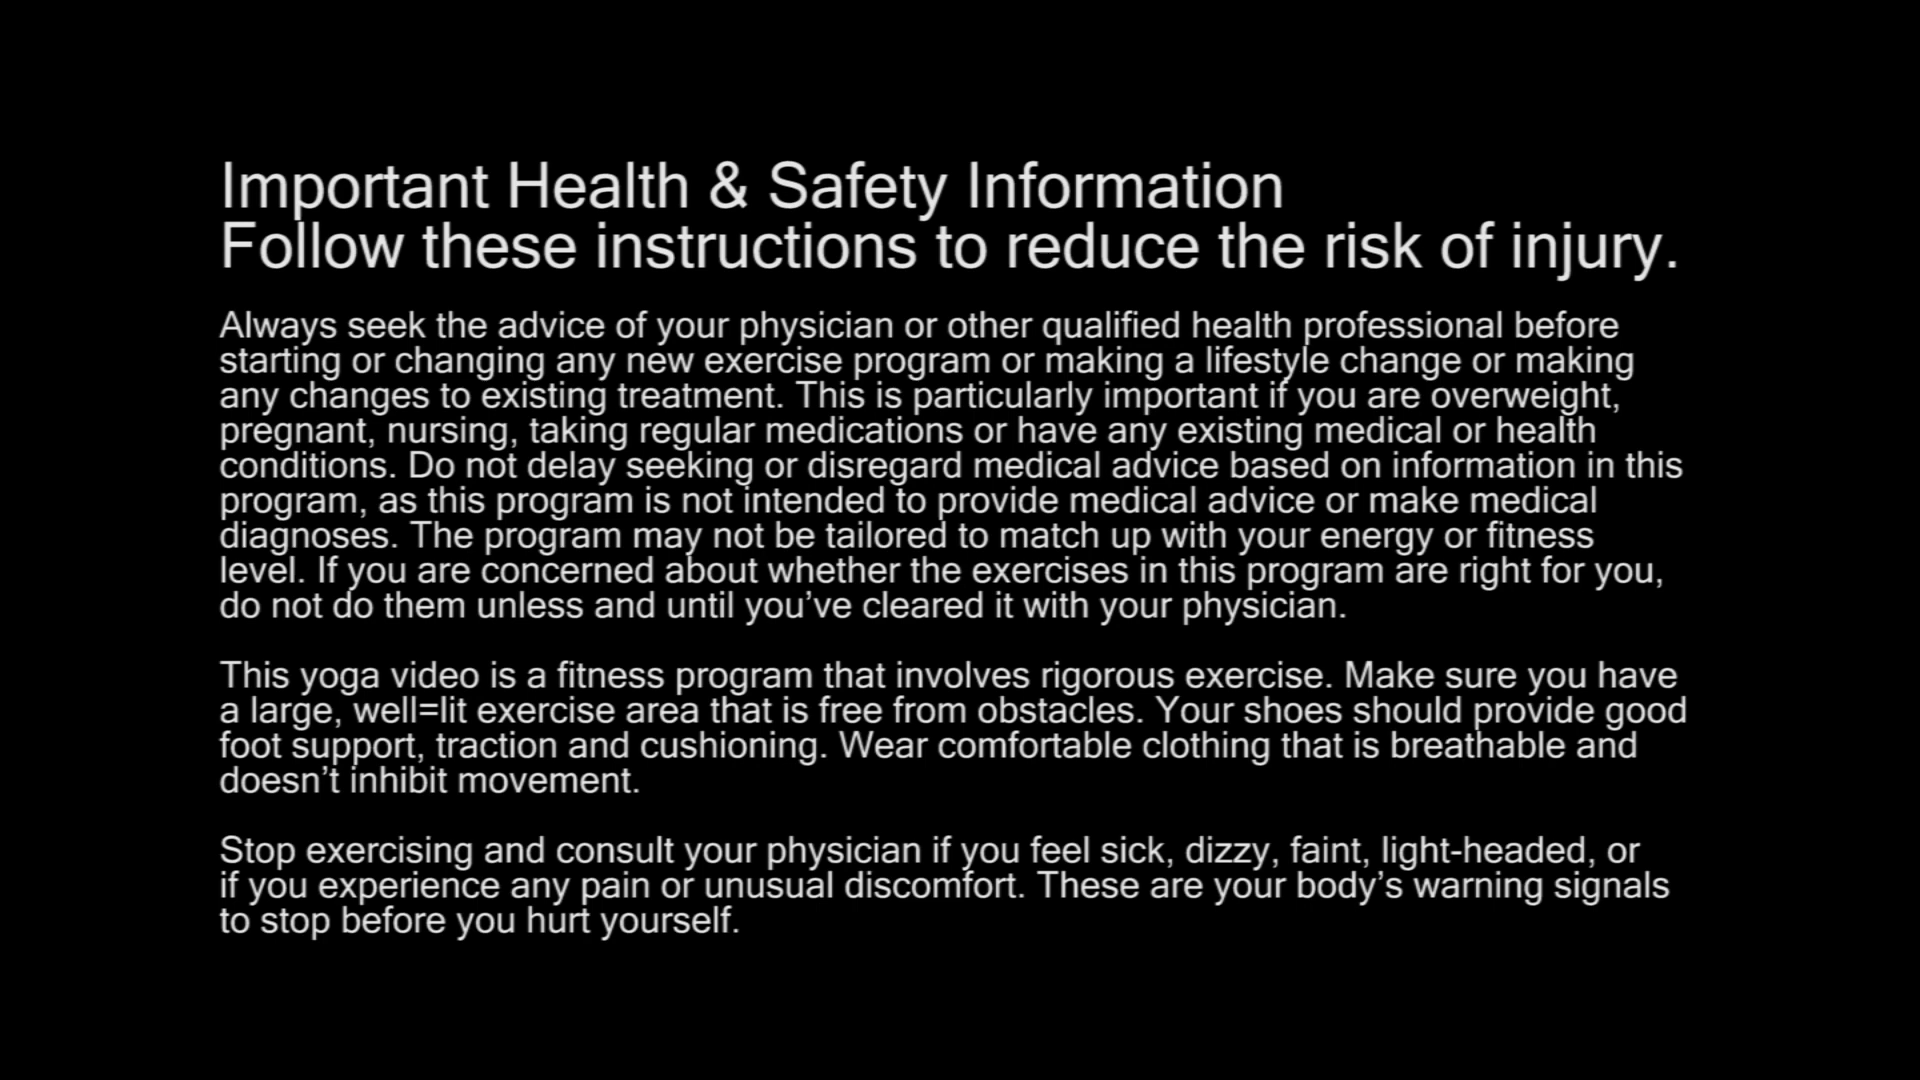 Important Health & Safety Information
Follow these instructions to reduce the risk of injury.
Always seek the advice of your physician or other qualified health professional before
starting or changing any new exercise program or making a lifestyle change or making
any changes to existing treatment. This is particularly important if you are overweight,
pregnant, nursing, taking regular medications or have any existing medical or health
conditions. Do not delay seeking or disregard medical advice based on information in this
program, as this program is not intended to provide medical advice or make medical
diagnoses. The program may not be tailored to match up with your energy or fitness
level. If you are concerned about whether the exercises in this program are right for you,
do not do them unless and until you’ve cleared it with your physician.
This yoga video is a fitness program that involves rigorous exercise. Make sure you have
a large, well=lit exercise area that is free from obstacles. Your shoes should provide good
foot support, traction and cushioning. Wear comfortable clothing that is breathable and
doesn’t inhibit movement.
Stop exercising and consult your physician if you feel sick, dizzy, faint, light-headed, or
if you experience any pain or unusual discomfort. These are your body’s warning signals
to stop before you hurt yourself.